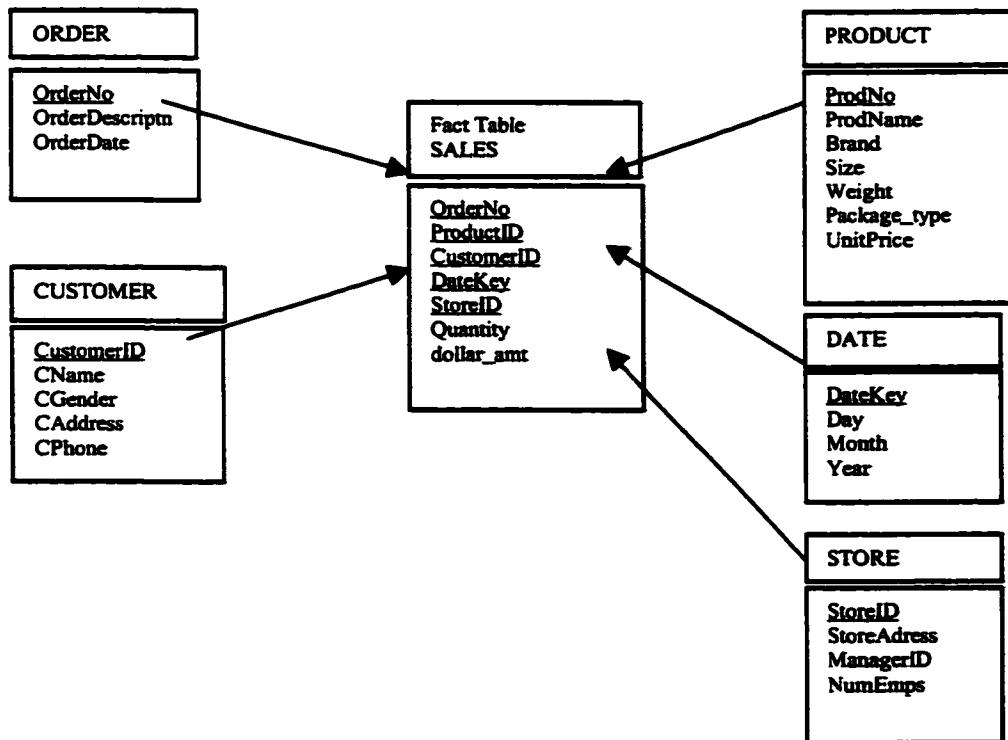 ORDER
OrderNo
OrderDescriptn
OrderDate
CUSTOMER
CustomerID
CName
CGender
CAddress
CPhone
Fact Table
SALES
OrderNo
ProductID
CustomerID
DateKey
StoreID
Quantity
dollar_amt
PRODUCT
ProdNo
ProdName
Brand
Size
Weight
Package_type
UnitPrice
DATE
DateKey
Day
Month
Year
STORE
StoreID
StoreAdress
ManagerID
NumEmps